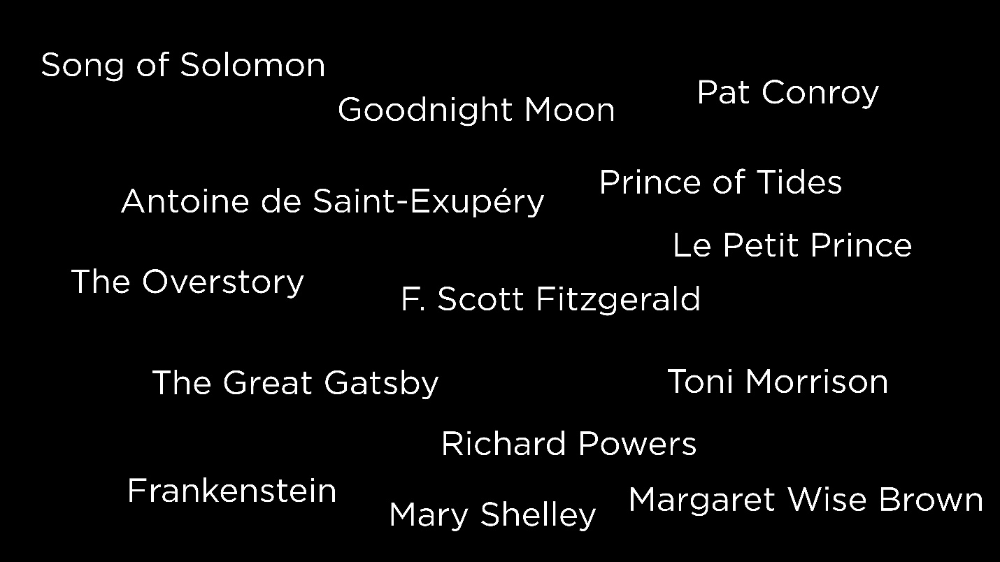 Song of Solomon
Goodnight Moon
Pat Conroy
Antoine de Saint-Exupéry
Prince of Tides
Le Petit Prince
The Overstory
F. Scott Fitzgerald
The Great Gatsby
Toni Morrison
Richard Powers
Frankenstein
Mary Shelley
Margaret Wise Brown